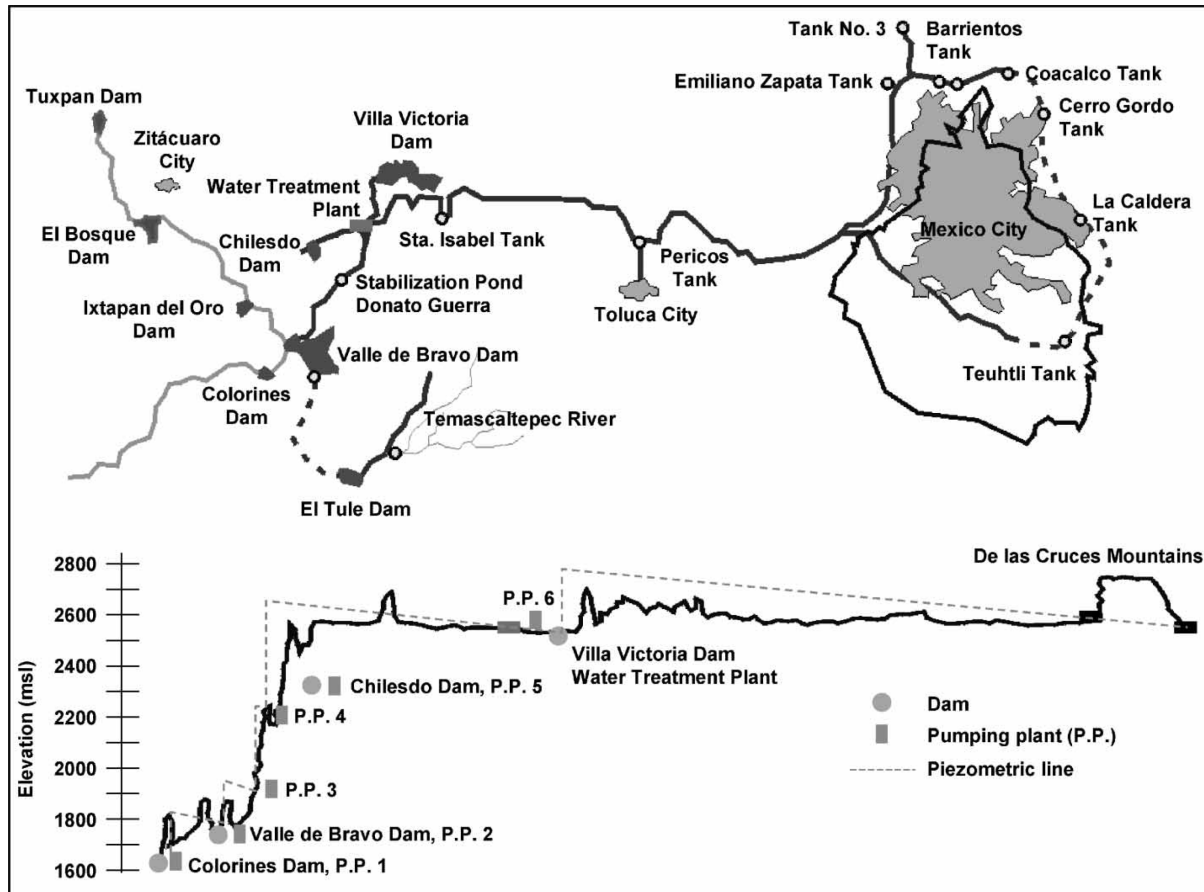 Tank No. 3
Barrientos
Tank
Emiliano Zapata Tank
Coacalco Tank
Tuxpan Dam
Zitácuaro
City
Villa Victoria
Dam
Cerro Gordo
Tank
Water Treatment
Plant
La Caldera
Tank
El Bosque
Dam
Chilesdo
Dam
Sta. Isabel Tank
Mexico City
Pericos
Tank
Stabilization Pond
Donato Guerra
Ixtapan del Oro
Dam
Toluca City
Valle de Bravo Dam
Teuhtli Tank
Colorines
Dam
Temascaltepec River
El Tule Dam
De las Cruces Mountains
Elevation (msl)
2800
2600
2400
2200
2000
1800
1600
P.P. 6
Villa Victoria Dam
Water Treatment Plant
Chilesdo Dam, P.P. 5
P.P. 4
P.P. 3
Valle de Bravo Dam, P.P. 2
Colorines Dam, P.P. 1
Dam
Pumping plant (P.P.)
Piezometric line